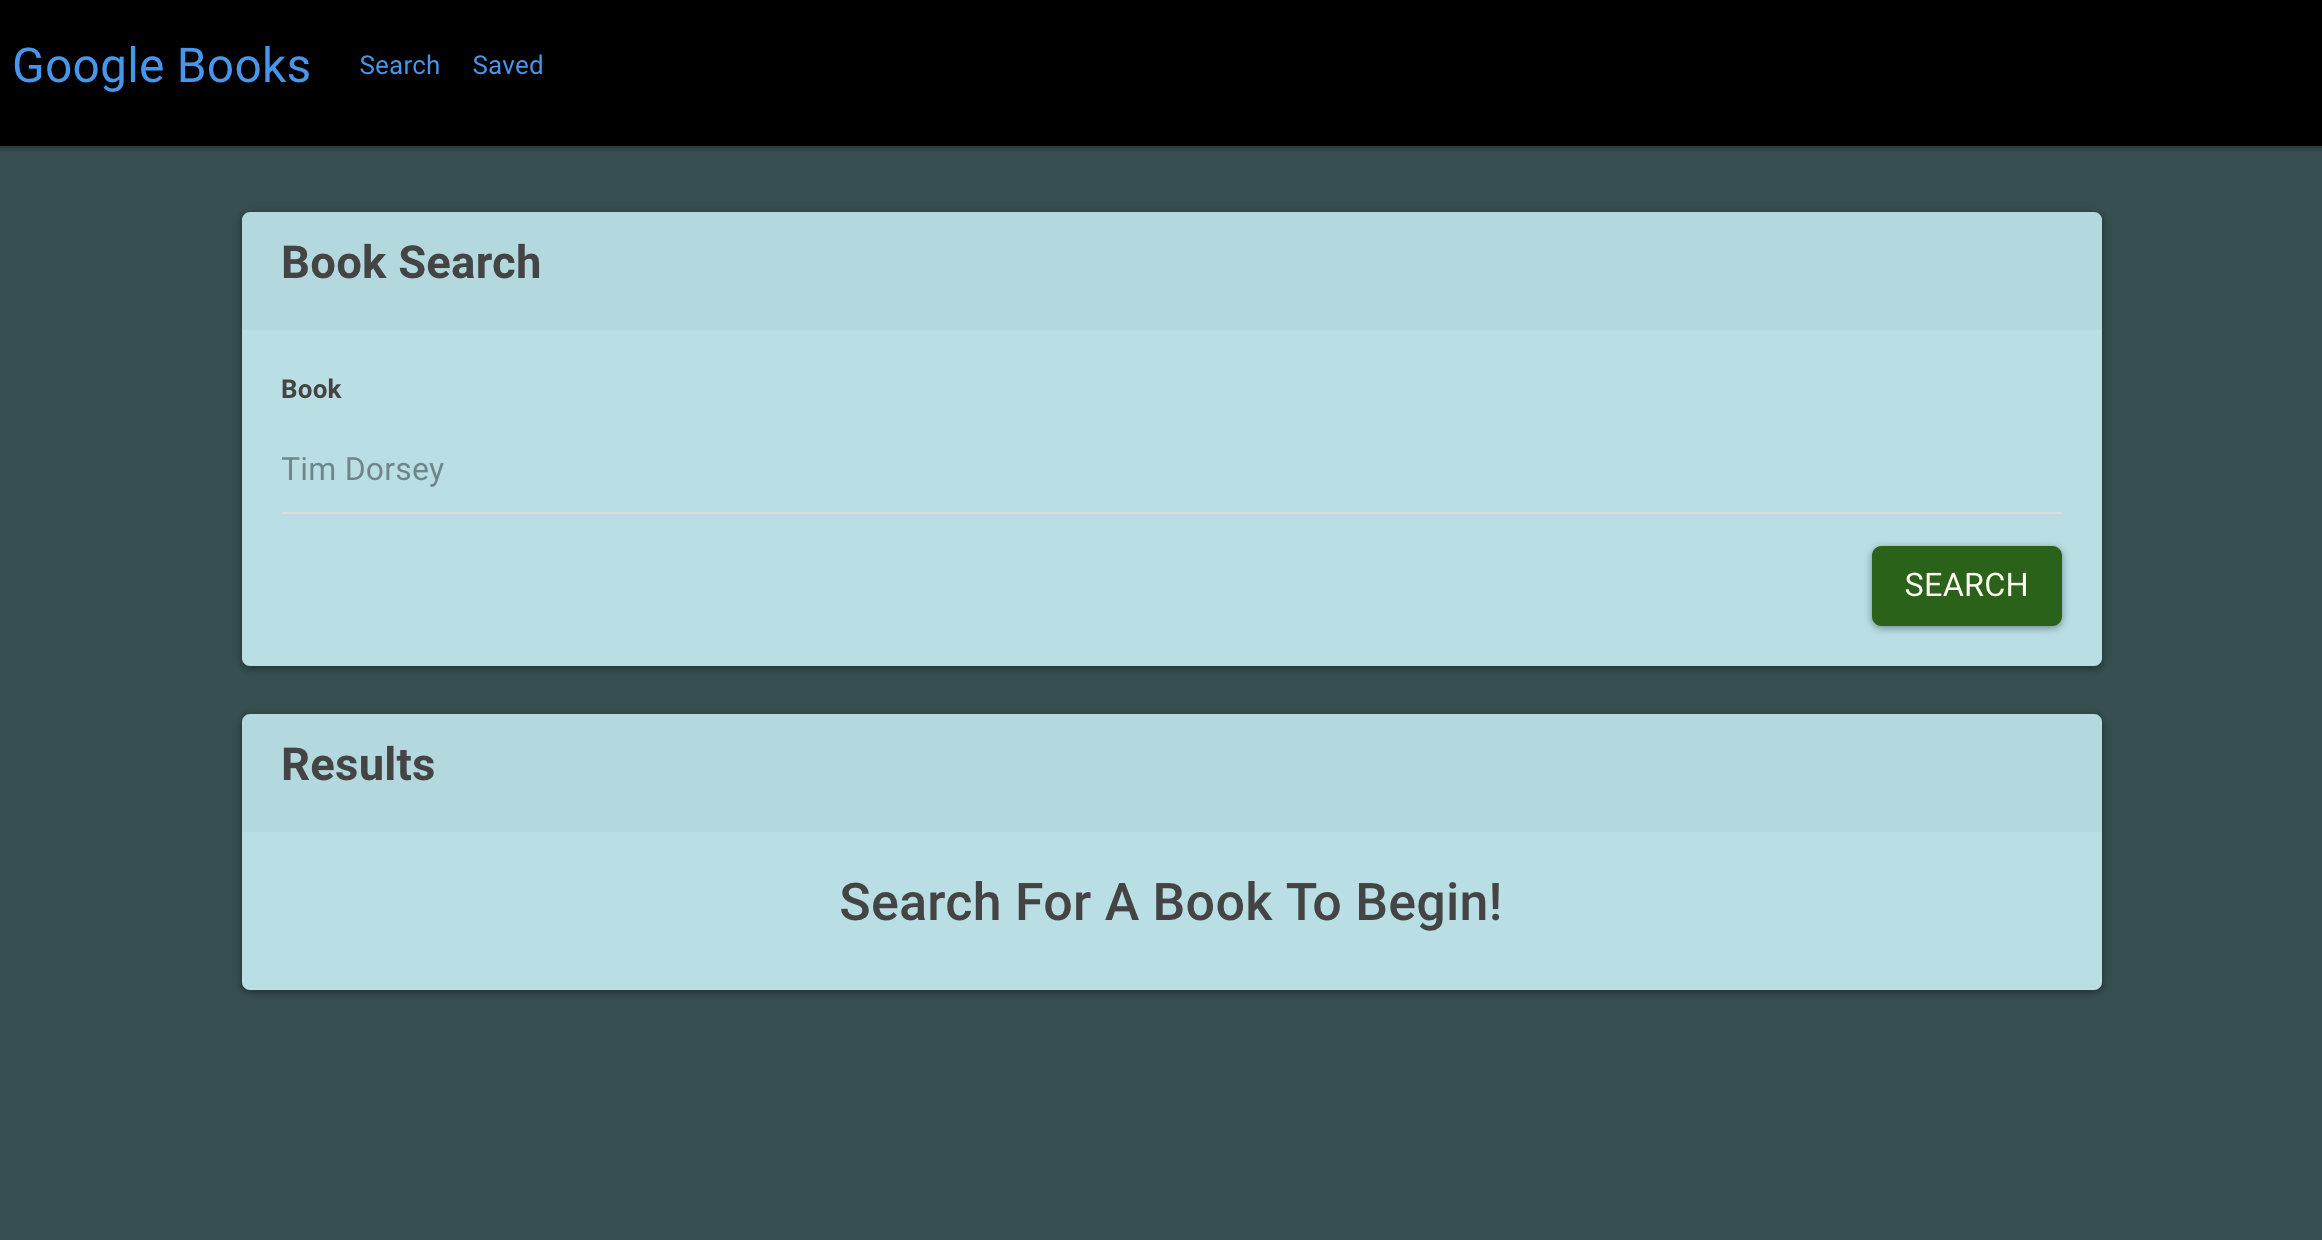 Google Books Search Saved
Book Search
Book
Tim Dorsey
SEARCH
Results
Search For A Book To Begin!